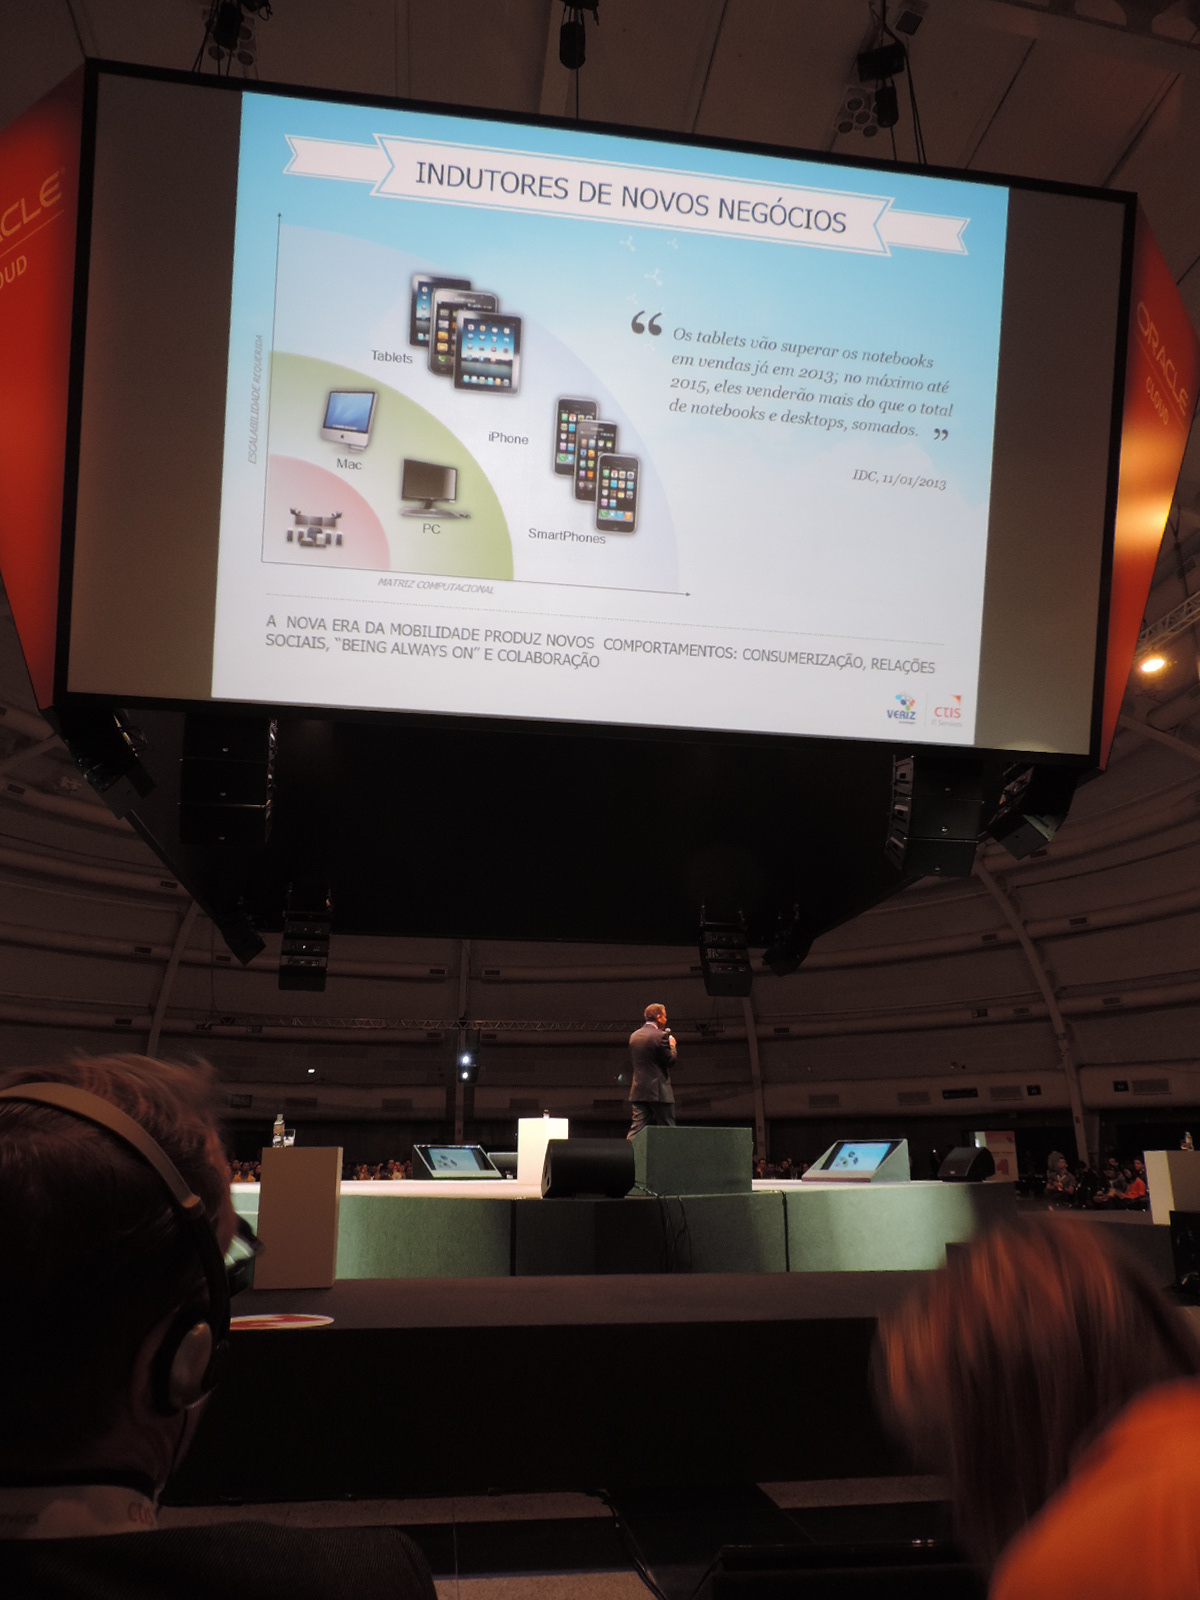 INDUTORES DE NOVOS NEGÓCIOS
ESCALABILIDADE REQUERIDA
Tablets
iPhone
Mac
PC
SmartPhones
MATRIZ COMPUTACIONAL
“ Os tablets vão superar os notebooks
em vendas já em 2013; no máximo até
2015, eles venderão mais do que o total
de notebooks e desktops, somados. ”
IDC, 11/01/2013
A NOVA ERA DA MOBILIDADE PRODUZ NOVOS COMPORTAMENTOS: CONSUMERIZAÇÃO, RELAÇÕES
SOCIAIS, “BEING ALWAYS ON” E COLABORAÇÃO
VERIZ
CTIS
IT Services
ACLE
OUD
ORACLE
CLOUD
CTIS